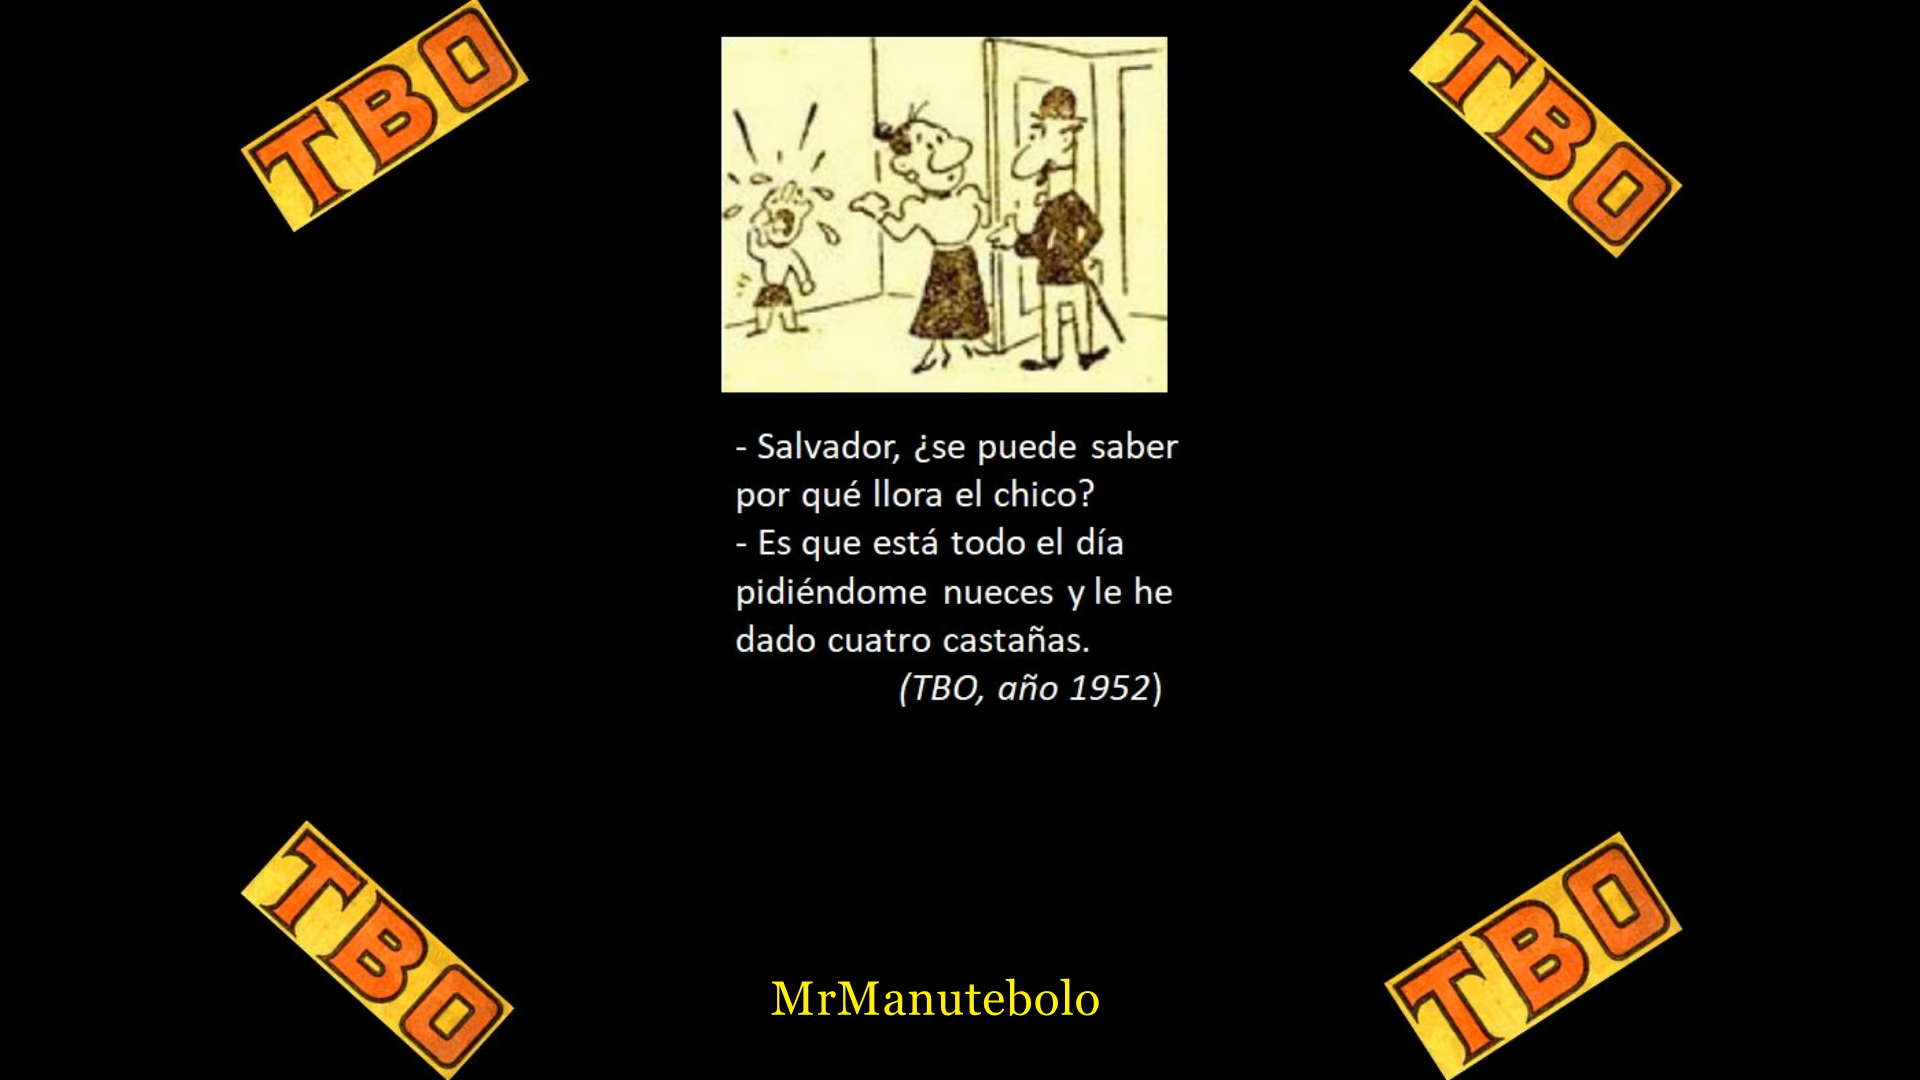 TBO
TBO
- Salvador, ¿se puede saber
por qué llora el chico?
- Es que está todo el día
pidiéndome nueces y le he
dado cuatro castañas.
(TBO, año 1952)
TBO
TBO
MrManutebolo